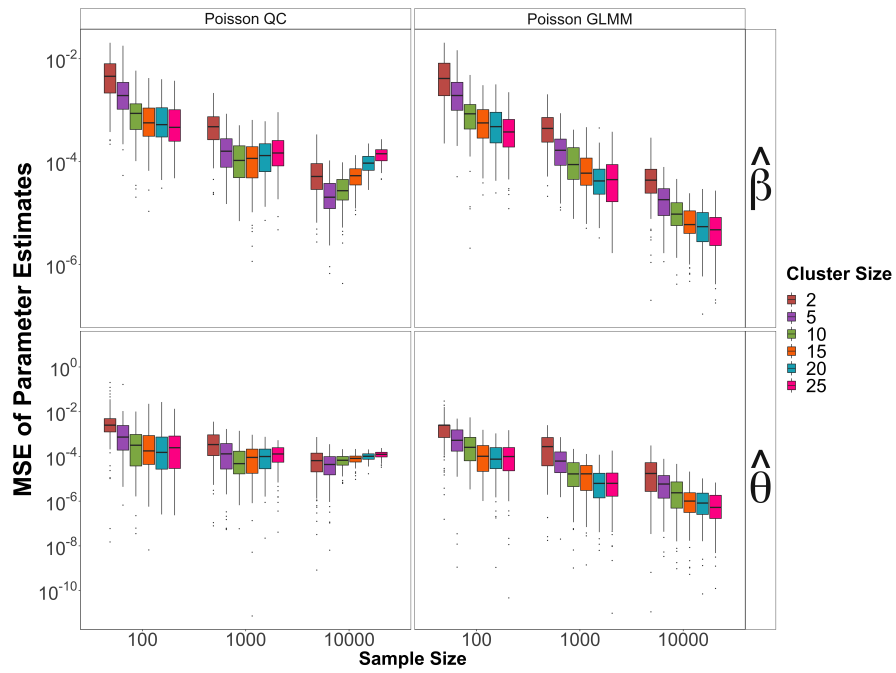 Poisson QC Poisson GLMM
MSE of Parameter Estimates
10-2
10-4
10-6
β̂
100
10-2
10-4
10-6
10-8
10-10
θ̂
100 1000 10000 100 1000 10000
Sample Size
Cluster Size
2
5
10
15
20
25